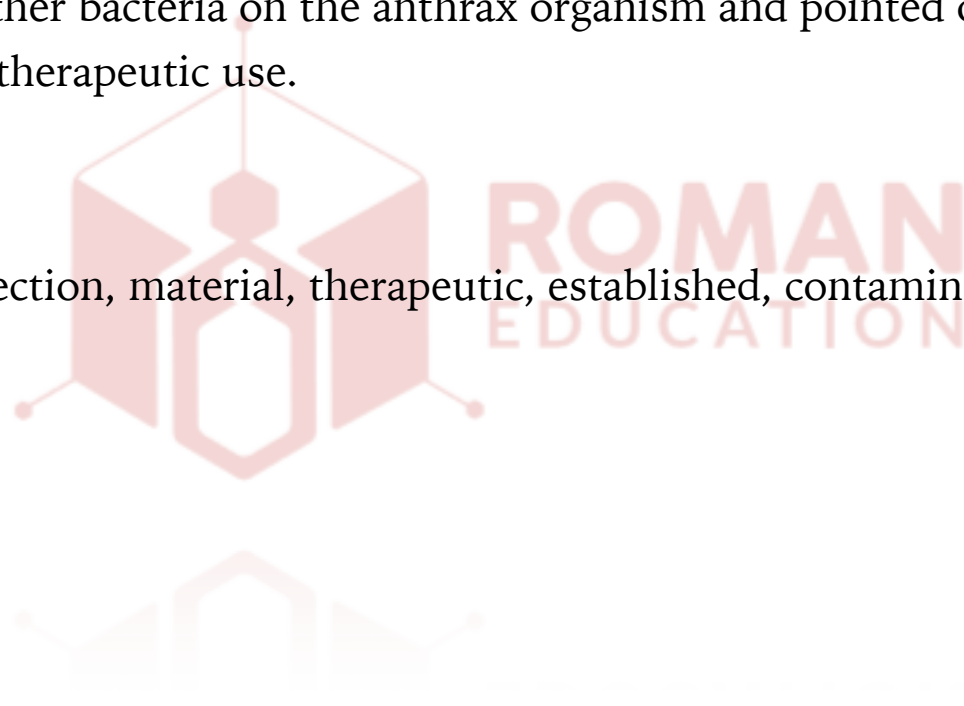 ther bacteria on the anthrax organism and pointed
therapeutic use.
ROMAN
ection, material, therapeutic, established, contamin
EDUCATION